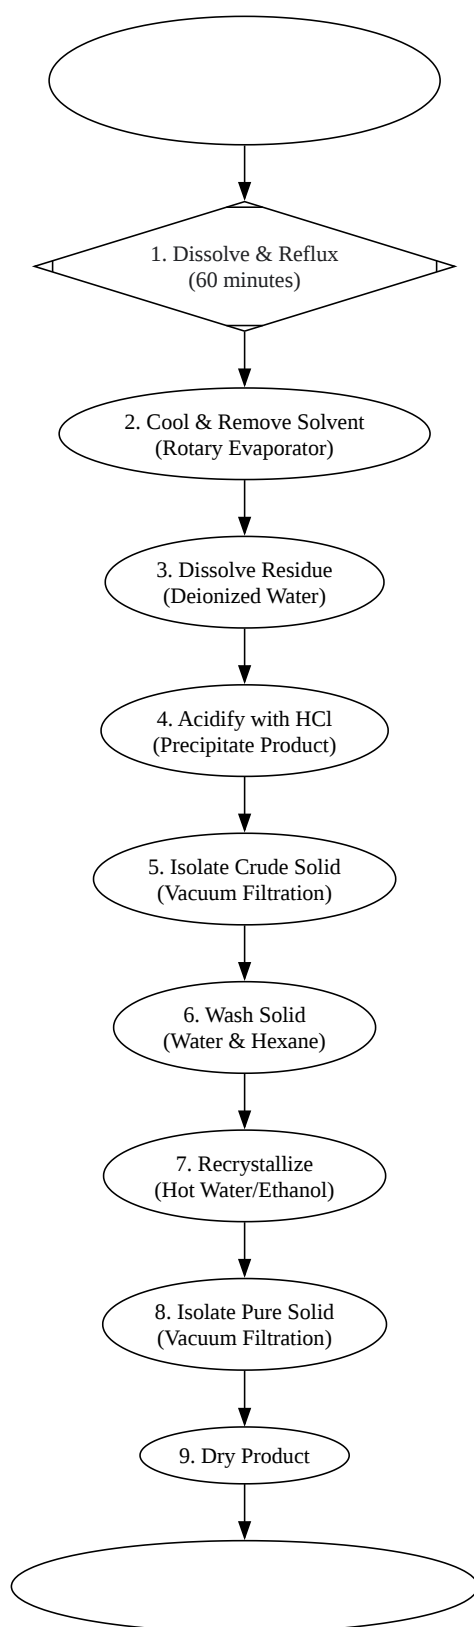 1. Dissolve & Reflux
(60 minutes)
2. Cool & Remove Solvent
(Rotary Evaporator)
3. Dissolve Residue
(Deionized Water)
4. Acidify with HCl
(Precipitate Product)
5. Isolate Crude Solid
(Vacuum Filtration)
6. Wash Solid
(Water & Hexane)
7. Recrystallize
(Hot Water/Ethanol)
8. Isolate Pure Solid
(Vacuum Filtration)
9. Dry Product